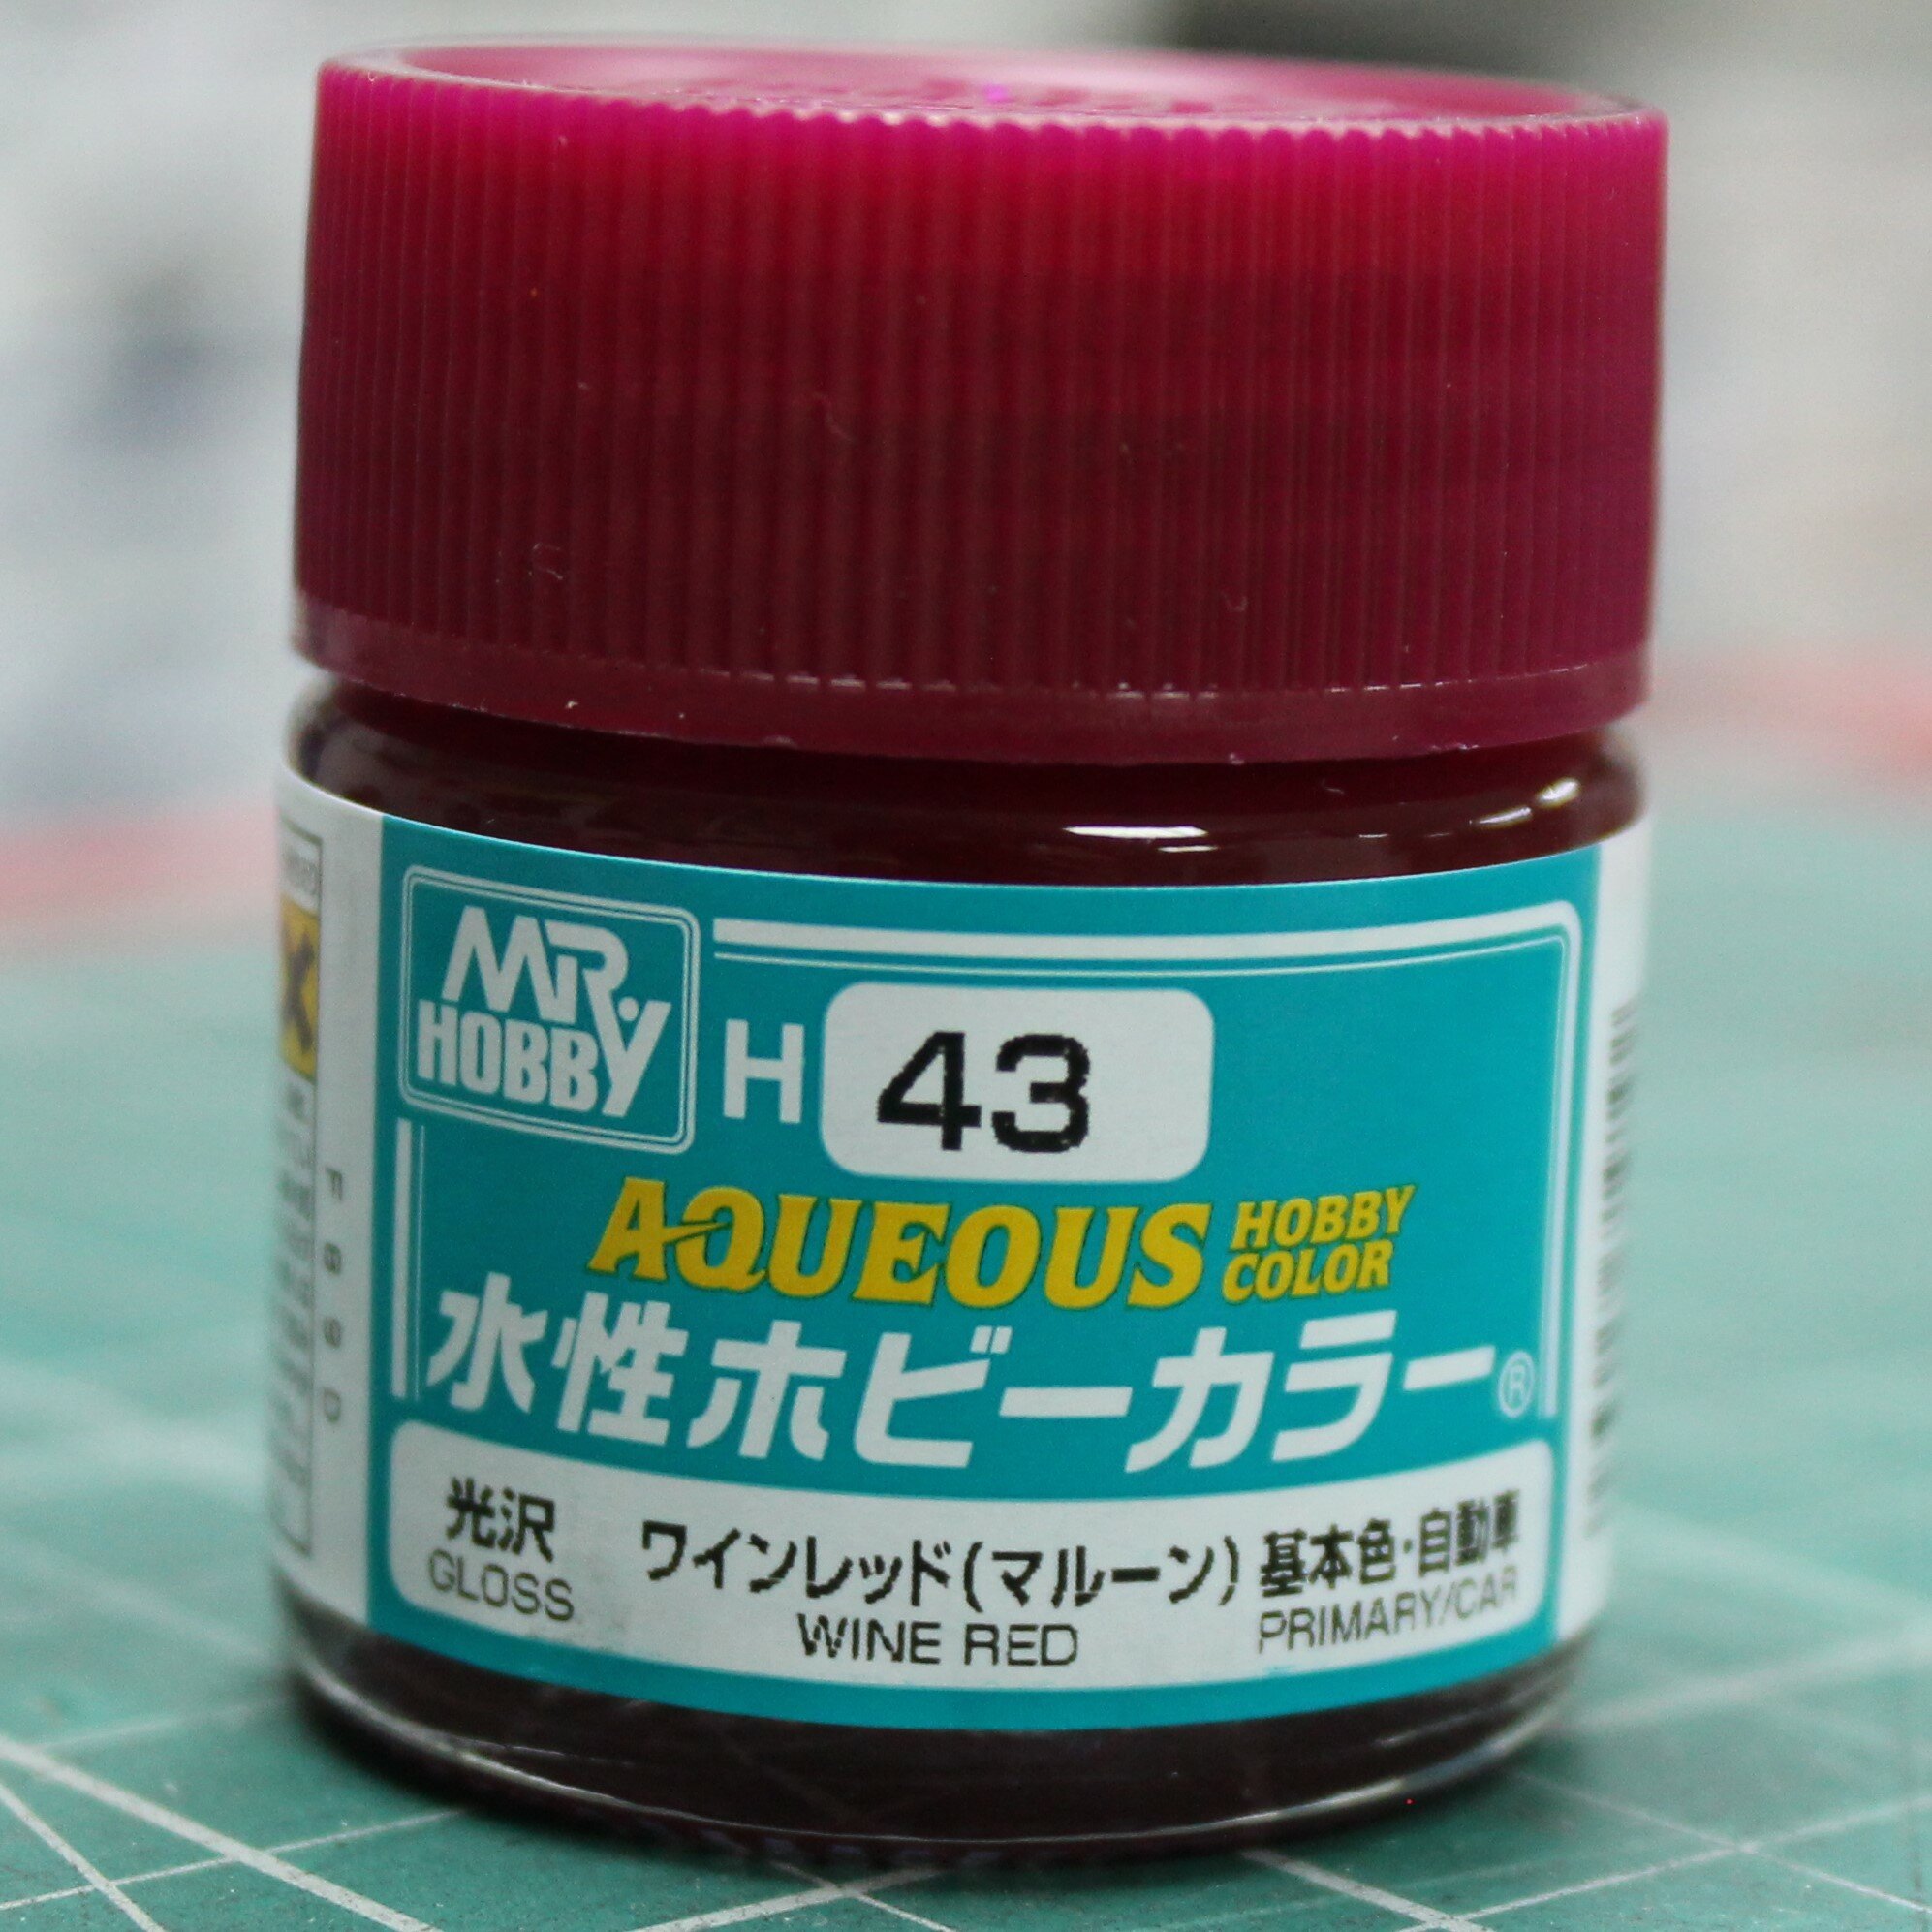 MR.
HOBBY
H 43
AQUEOUS HOBBY
COLOR
水性ホビーカラー®
光沢 ワインレッド(マルーン) 基本色・自動車
GLOSS WINE RED PRIMARY/CAR